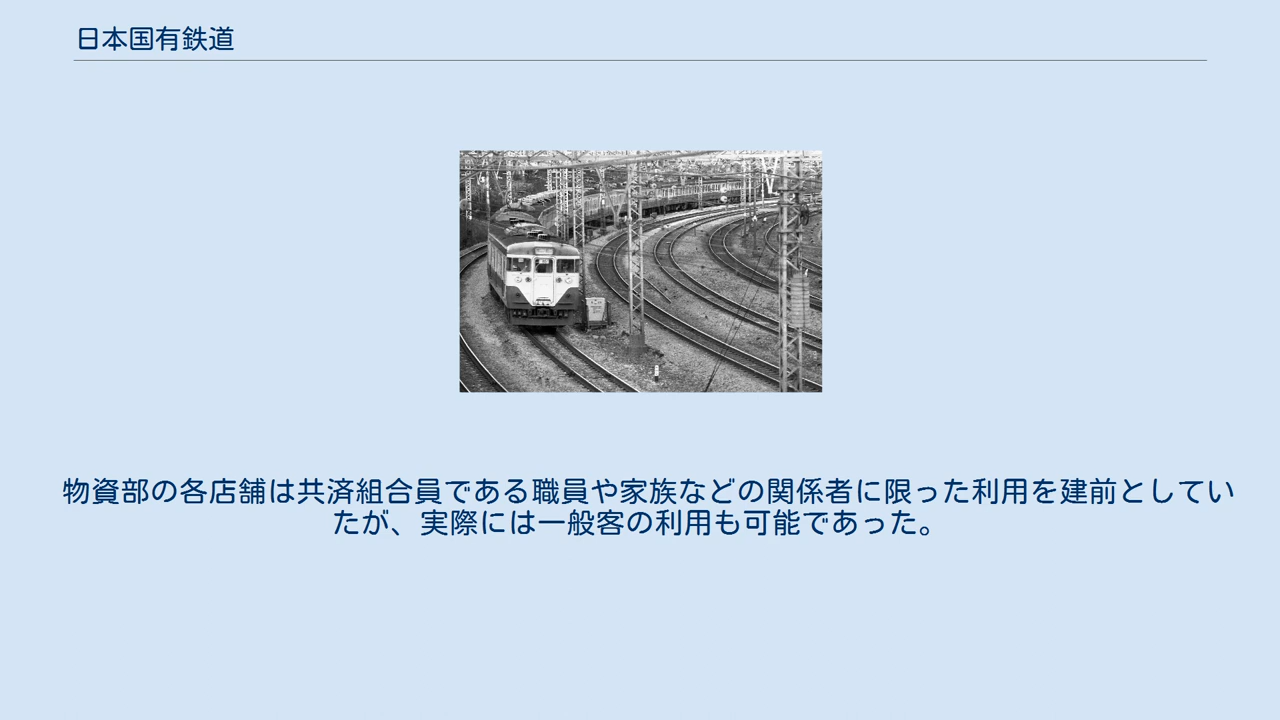 日本国有鉄道
物資部の各店舗は共済組合員である職員や家族などの関係者に限った利用を建前としてい
たが、実際には一般客の利用も可能であった。